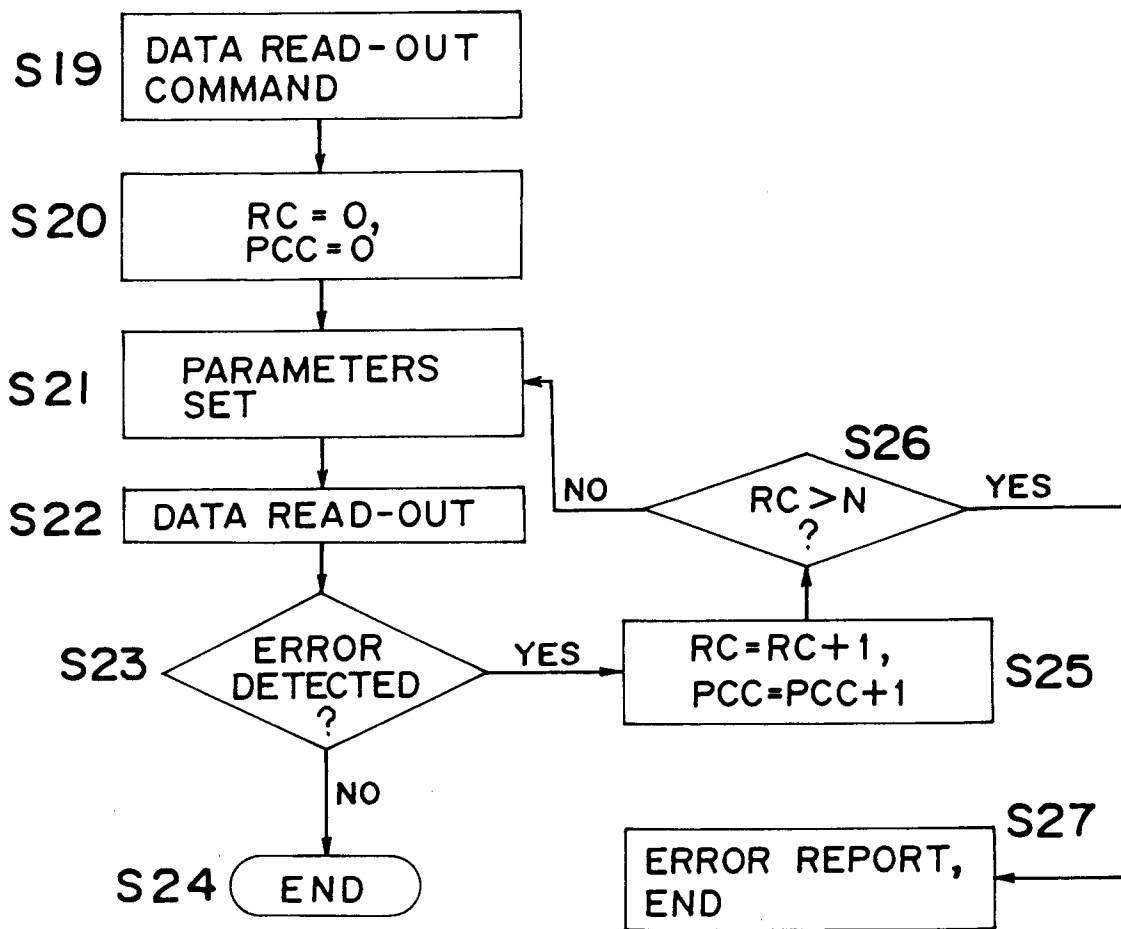 S19
DATA READ-OUT
COMMAND
S20
RC = 0,
PCC = 0
S21
PARAMETERS
SET
S22
DATA READ-OUT
S23
ERROR
DETECTED
?
YES
NO
S24
END
S25
RC=RC+1,
PCC=PCC+1
S26
RC>N
?
NO
YES
S27
ERROR REPORT,
END